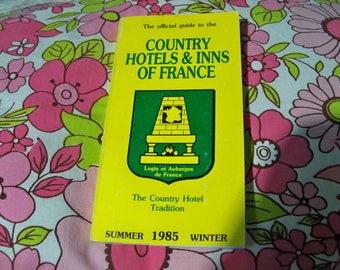 The official guide to the
COUNTRY
HOTELS & INNS
OF FRANCE
Logis et Auberges
de France
The Country Hotel
Tradition
SUMMER 1985 WINTER